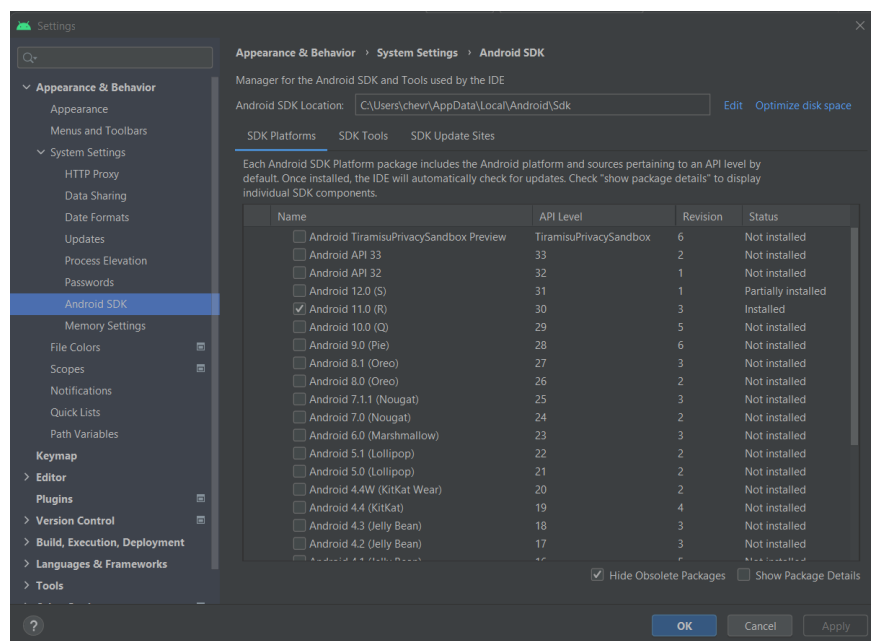 Settings
Appearance & Behavior
Appearance
Menus and Toolbars
System Settings
HTTP Proxy
Data Sharing
Date Formats
Updates
Process Elevation
Passwords
Android SDK
Memory Settings
File Colors
Scopes
Notifications
Quick Lists
Path Variables
Keymap
Editor
Plugins
Version Control
Build, Execution, Deployment
Languages & Frameworks
Tools
Appearance & Behavior › System Settings › Android SDK
Manager for the Android SDK and Tools used by the IDE
Android SDK Location: C:\Users\chevr\AppData\Local\Android\Sdk Edit Optimize disk space
SDK Platforms SDK Tools SDK Update Sites
Each Android SDK Platform package includes the Android platform and sources pertaining to an API level by
default. Once installed, the IDE will automatically check for updates. Check "show package details" to display
individual SDK components.
Name API Level Revision Status
Android TiramisuPrivacySandbox Preview TiramisuPrivacySandbox 6 Not installed
Android API 33 33 2 Not installed
Android API 32 32 1 Not installed
Android 12.0 (S) 31 1 Partially installed
Android 11.0 (R) 30 3 Installed
Android 10.0 (Q) 29 5 Not installed
Android 9.0 (Pie) 28 6 Not installed
Android 8.1 (Oreo) 27 3 Not installed
Android 8.0 (Oreo) 26 2 Not installed
Android 7.1.1 (Nougat) 25 3 Not installed
Android 7.0 (Nougat) 24 2 Not installed
Android 6.0 (Marshmallow) 23 3 Not installed
Android 5.1 (Lollipop) 22 2 Not installed
Android 5.0 (Lollipop) 21 2 Not installed
Android 4.4W (KitKat Wear) 20 2 Not installed
Android 4.4 (KitKat) 19 4 Not installed
Android 4.3 (Jelly Bean) 18 3 Not installed
Android 4.2 (Jelly Bean) 17 3 Not installed
Hide Obsolete Packages Show Package Details
? OK Cancel Apply